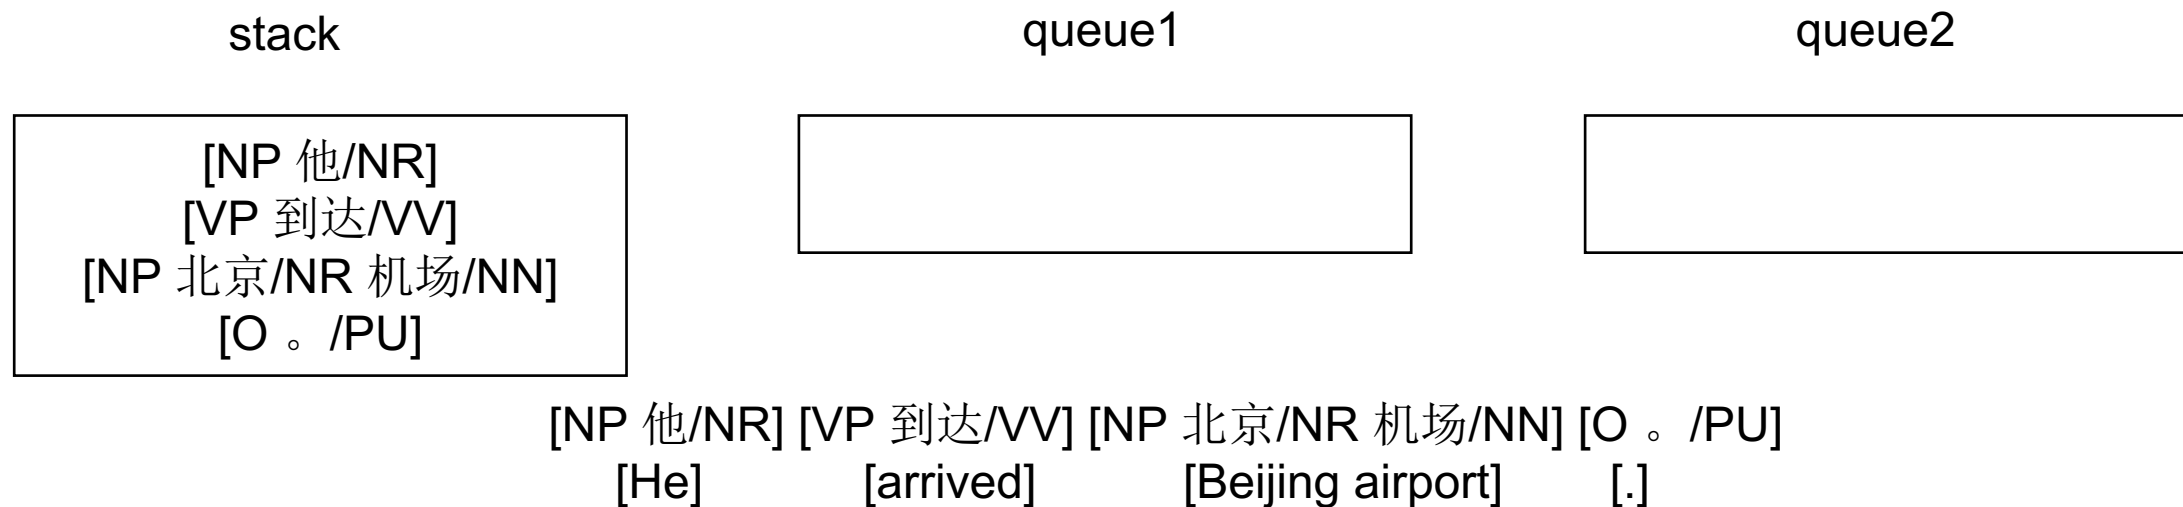 stack queue1 queue2
[NP 他/NR]
[VP 到达/VV]
[NP 北京/NR 机场/NN]
[O 。/PU]
[NP 他/NR] [VP 到达/VV] [NP 北京/NR 机场/NN] [O 。/PU]
[He] [arrived] [Beijing airport] [.]